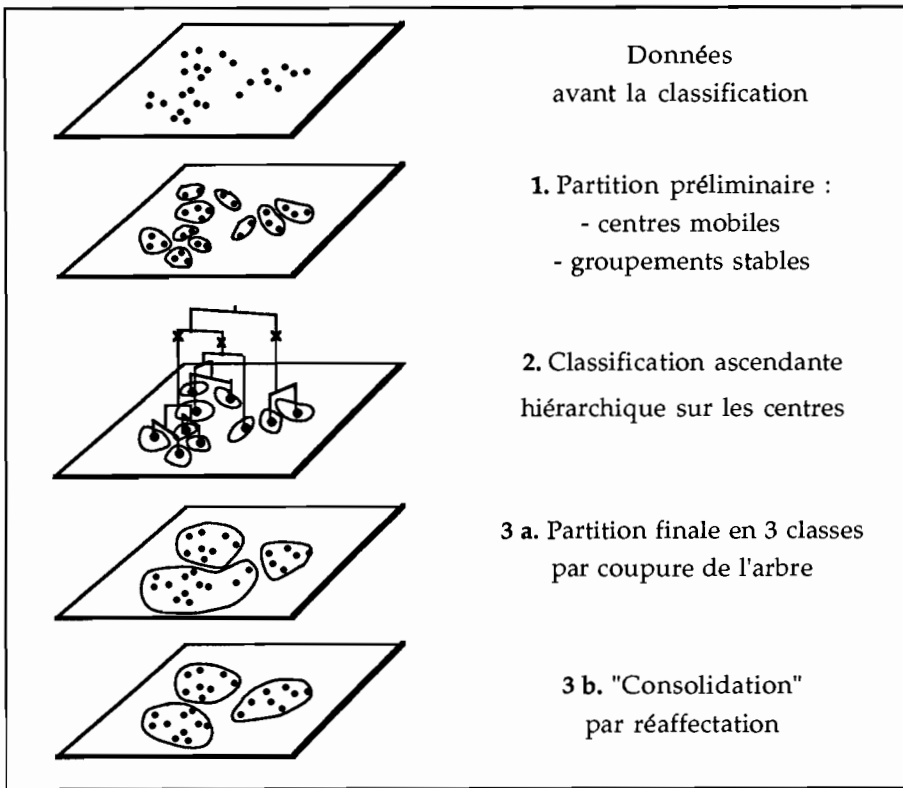 Données
avant la classification
1. Partition préliminaire :
- centres mobiles
- groupements stables
2. Classification ascendante
hiérarchique sur les centres
3 a. Partition finale en 3 classes
par coupure de l'arbre
3 b. "Consolidation"
par réaffectation